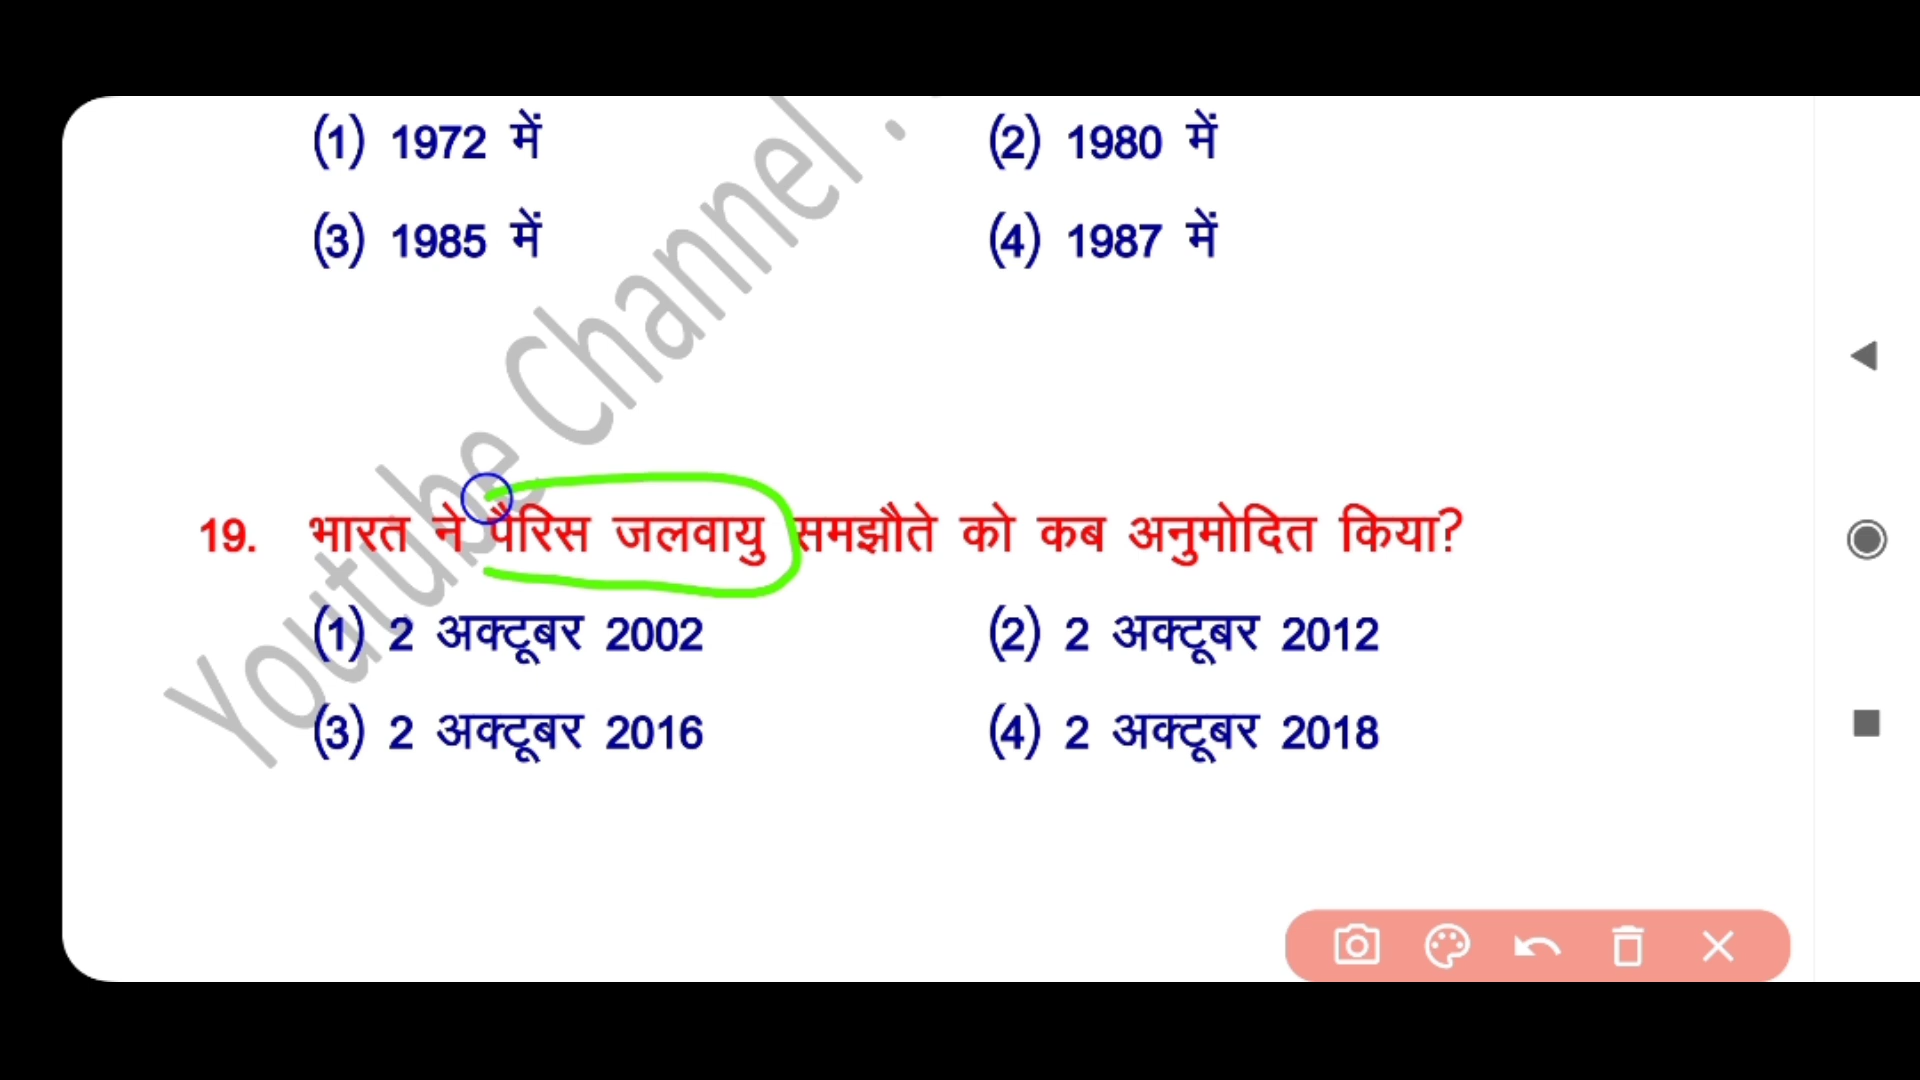 (1) 1972 में (2) 1980 में
(3) 1985 में (4) 1987 में
19. भारत ने पैरिस जलवायु समझौते को कब अनुमोदित किया?
(1) 2 अक्टूबर 2002 (2) 2 अक्टूबर 2012
(3) 2 अक्टूबर 2016 (4) 2 अक्टूबर 2018
Youtube Channel :